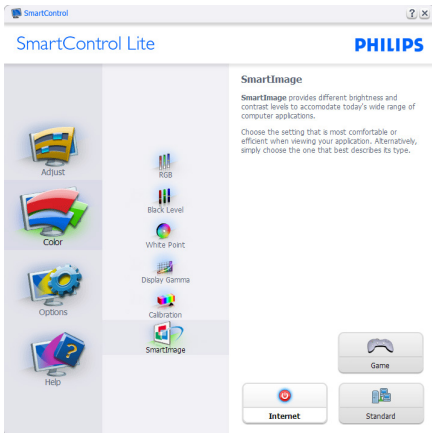 SmartControl
SmartControl Lite
PHILIPS
Adjust
Color
Options
Help
RGB
Black Level
White Point
Display Gamma
Calibration
SmartImage
SmartImage
SmartImage provides different brightness and
contrast levels to accomodate today's wide range of
computer applications.
Choose the setting that is most comfortable or
efficient when viewing your application. Alternatively,
simply choose the one that best describes its type.
Game
Internet
Standard